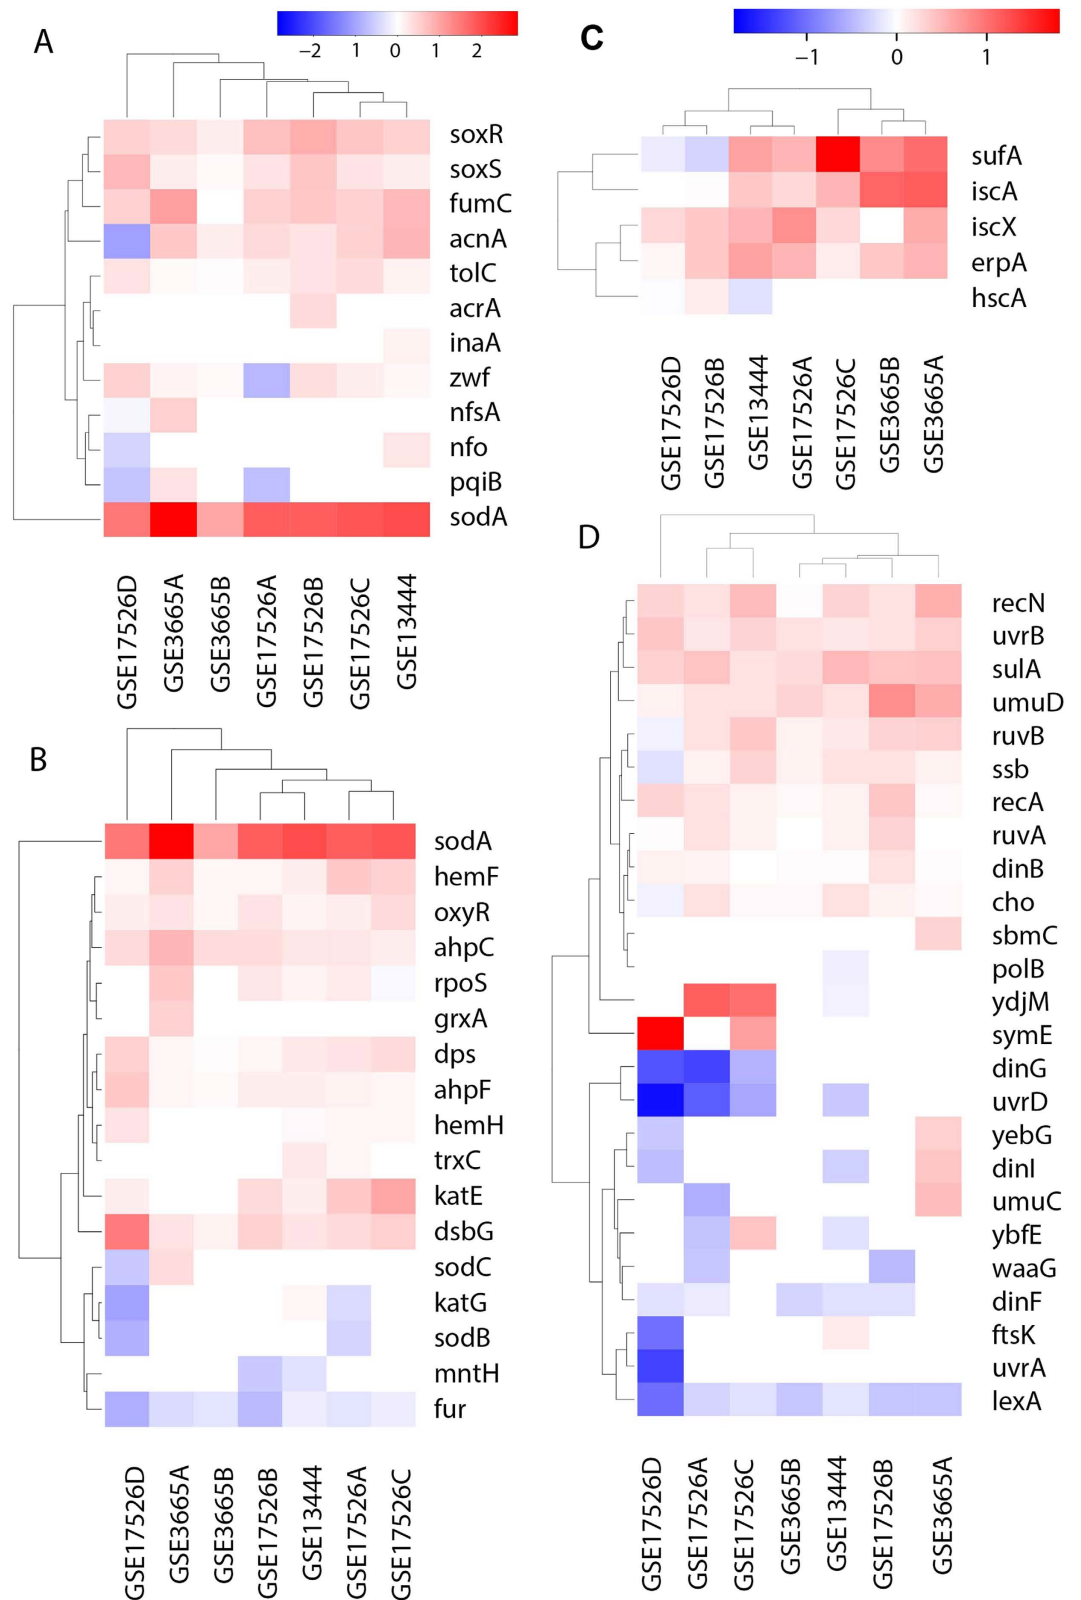 A
−2 1 0 1 2
soxR
soxS
fumC
acnA
tolC
acrA
inaA
zwf
nfsA
nfo
pqiB
sodA
GSE17526D
GSE3665A
GSE3665B
GSE17526A
GSE17526B
GSE17526C
GSE13444
B
sodA
hemF
oxyR
ahpC
rpoS
grxA
dps
ahpF
hemH
trxC
katE
dsbG
sodC
katG
sodB
mntH
fur
GSE17526D
GSE3665A
GSE3665B
GSE17526B
GSE13444
GSE17526A
GSE17526C
C
−1 0 1
sufA
iscA
iscX
erpA
hscA
GSE17526D
GSE17526B
GSE13444
GSE17526A
GSE17526C
GSE3665B
GSE3665A
D
recN
uvrB
sulA
umuD
ruvB
ssb
recA
ruvA
dinB
cho
sbmC
polB
ydjM
symE
dinG
uvrD
yebG
dinI
umuC
ybfE
waaG
dinF
ftsK
uvrA
lexA
GSE17526D
GSE17526A
GSE17526C
GSE3665B
GSE13444
GSE17526B
GSE3665A